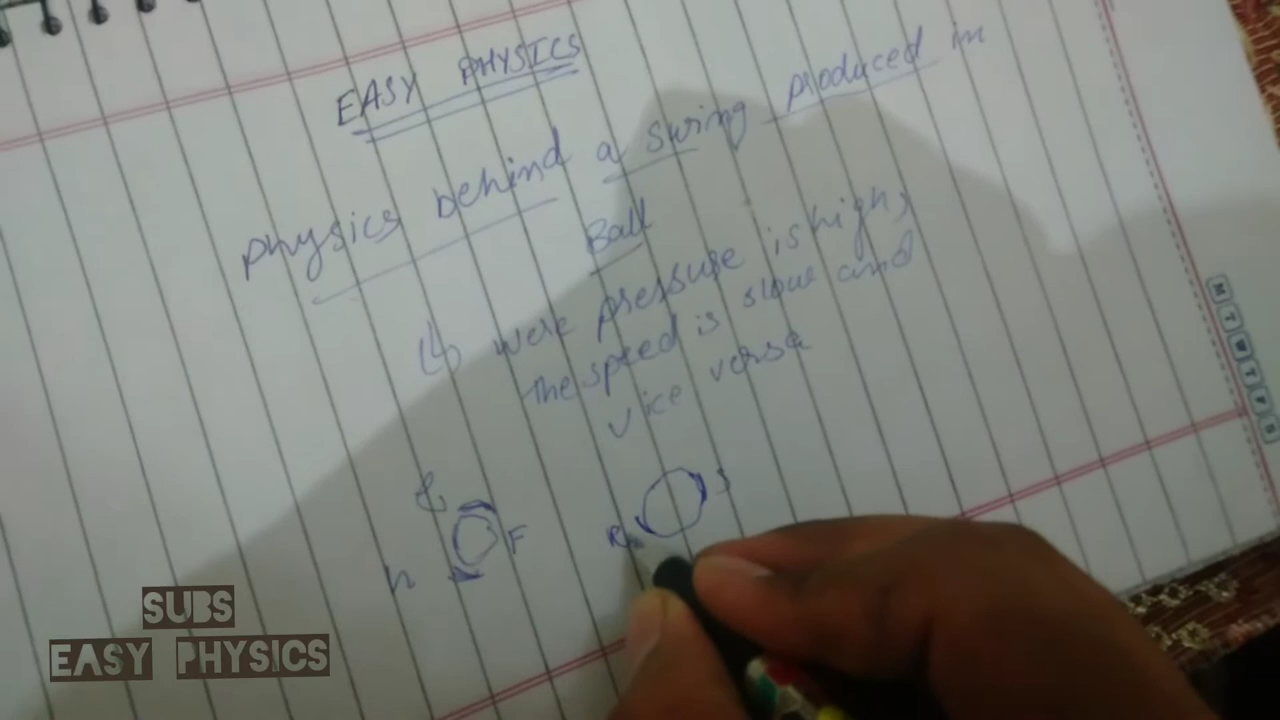 EASY PHYSICS
Physics behind a swing produced in
Ball
↳ were pressure is high,
the speed is slow and
vice versa
F
h
S
R
M T W T F S
SUBS
EASY PHYSICS